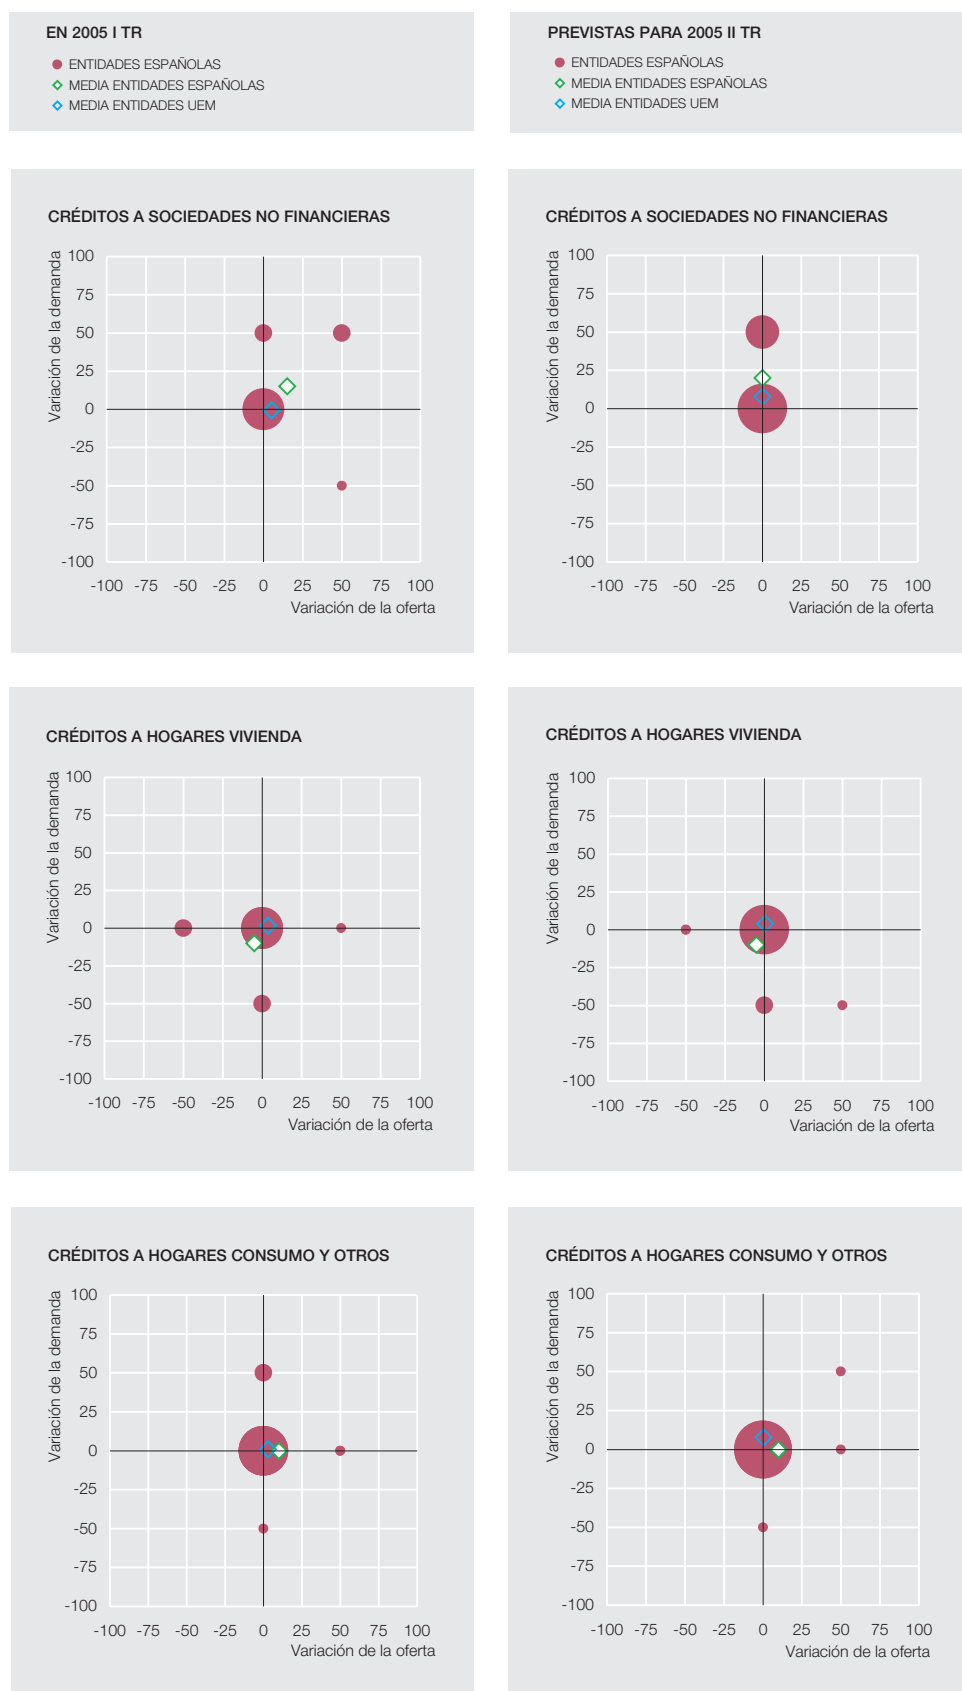 EN 2005 I TR
ENTIDADES ESPAÑOLAS
MEDIA ENTIDADES ESPAÑOLAS
MEDIA ENTIDADES UEM
PREVISTAS PARA 2005 II TR
ENTIDADES ESPAÑOLAS
MEDIA ENTIDADES ESPAÑOLAS
MEDIA ENTIDADES UEM
CRÉDITOS A SOCIEDADES NO FINANCIERAS
Variación de la demanda
100
75
50
25
0
-25
-50
-75
-100
-100 -75 -50 -25 0 25 50 75 100
Variación de la oferta
CRÉDITOS A SOCIEDADES NO FINANCIERAS
Variación de la demanda
100
75
50
25
0
-25
-50
-75
-100
-100 -75 -50 -25 0 25 50 75 100
Variación de la oferta
CRÉDITOS A HOGARES VIVIENDA
Variación de la demanda
100
75
50
25
0
-25
-50
-75
-100
-100 -75 -50 -25 0 25 50 75 100
Variación de la oferta
CRÉDITOS A HOGARES VIVIENDA
Variación de la demanda
100
75
50
25
0
-25
-50
-75
-100
-100 -75 -50 -25 0 25 50 75 100
Variación de la oferta
CRÉDITOS A HOGARES CONSUMO Y OTROS
Variación de la demanda
100
75
50
25
0
-25
-50
-75
-100
-100 -75 -50 -25 0 25 50 75 100
Variación de la oferta
CRÉDITOS A HOGARES CONSUMO Y OTROS
Variación de la demanda
100
75
50
25
0
-25
-50
-75
-100
-100 -75 -50 -25 0 25 50 75 100
Variación de la oferta